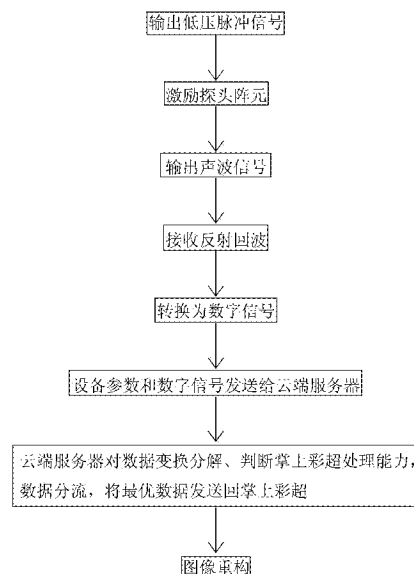 输出低压脉冲信号
激励探头阵元
输出声波信号
接收反射回波
转换为数字信号
设备参数和数字信号发送给云端服务器
云端服务器对数据变换分解、判断掌上彩超处理能力，
数据分流，将最优数据发送回掌上彩超
图像重构